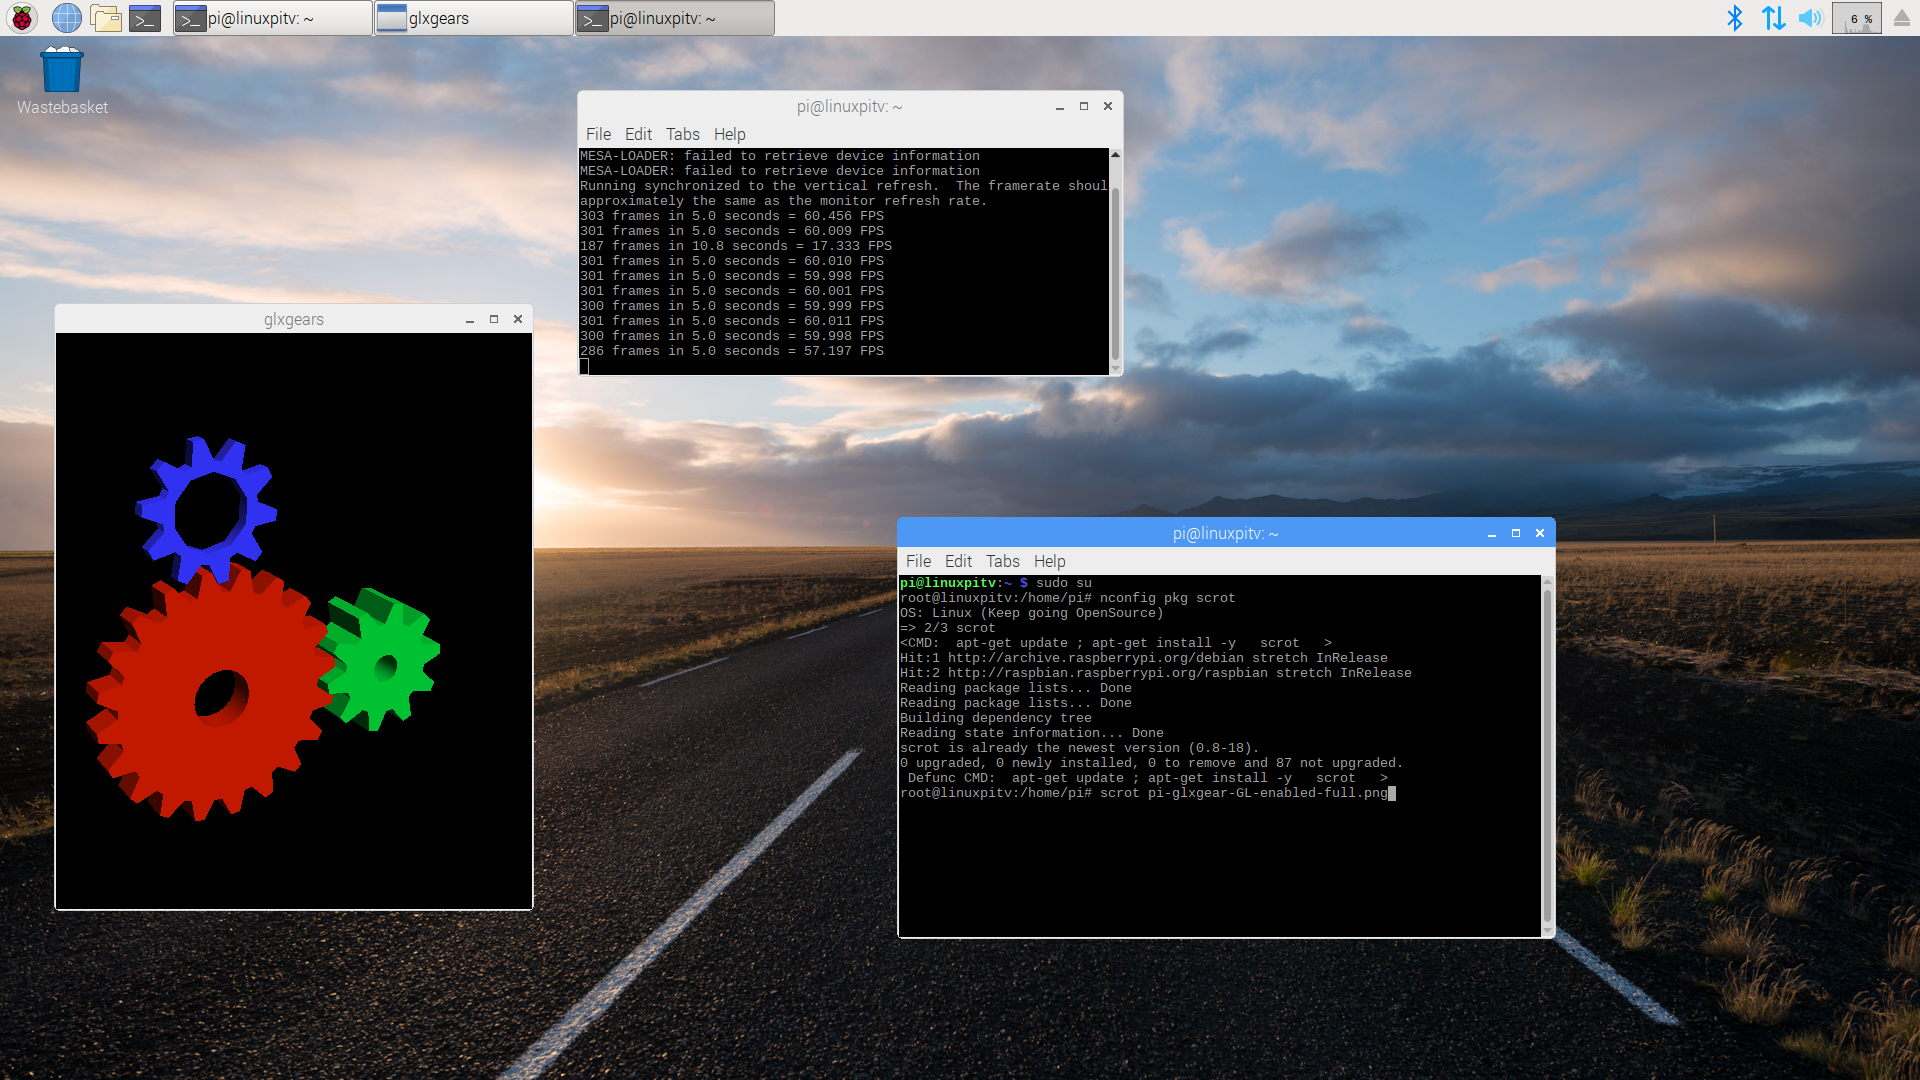 pi@linuxpitv: ~
glxgears
pi@linuxpitv: ~
6 %
Wastebasket
pi@linuxpitv: ~
File Edit Tabs Help
MESA-LOADER: failed to retrieve device information
MESA-LOADER: failed to retrieve device information
Running synchronized to the vertical refresh.  The framerate shoul
approximately the same as the monitor refresh rate.
303 frames in 5.0 seconds = 60.456 FPS
301 frames in 5.0 seconds = 60.009 FPS
187 frames in 10.8 seconds = 17.333 FPS
301 frames in 5.0 seconds = 60.010 FPS
301 frames in 5.0 seconds = 59.998 FPS
301 frames in 5.0 seconds = 60.001 FPS
300 frames in 5.0 seconds = 59.999 FPS
301 frames in 5.0 seconds = 60.011 FPS
300 frames in 5.0 seconds = 59.998 FPS
286 frames in 5.0 seconds = 57.197 FPS
glxgears
pi@linuxpitv: ~
File Edit Tabs Help
pi@linuxpitv:~ $ sudo su
root@linuxpitv:/home/pi# nconfig pkg scrot
OS: Linux (Keep going OpenSource)
=> 2/3 scrot
<CMD:  apt-get update ; apt-get install -y   scrot   >
Hit:1 http://archive.raspberrypi.org/debian stretch InRelease
Hit:2 http://raspbian.raspberrypi.org/raspbian stretch InRelease
Reading package lists... Done
Reading package lists... Done
Building dependency tree
Reading state information... Done
scrot is already the newest version (0.8-18).
0 upgraded, 0 newly installed, 0 to remove and 87 not upgraded.
 Defunc CMD:  apt-get update ; apt-get install -y   scrot   >
root@linuxpitv:/home/pi# scrot pi-glxgear-GL-enabled-full.png